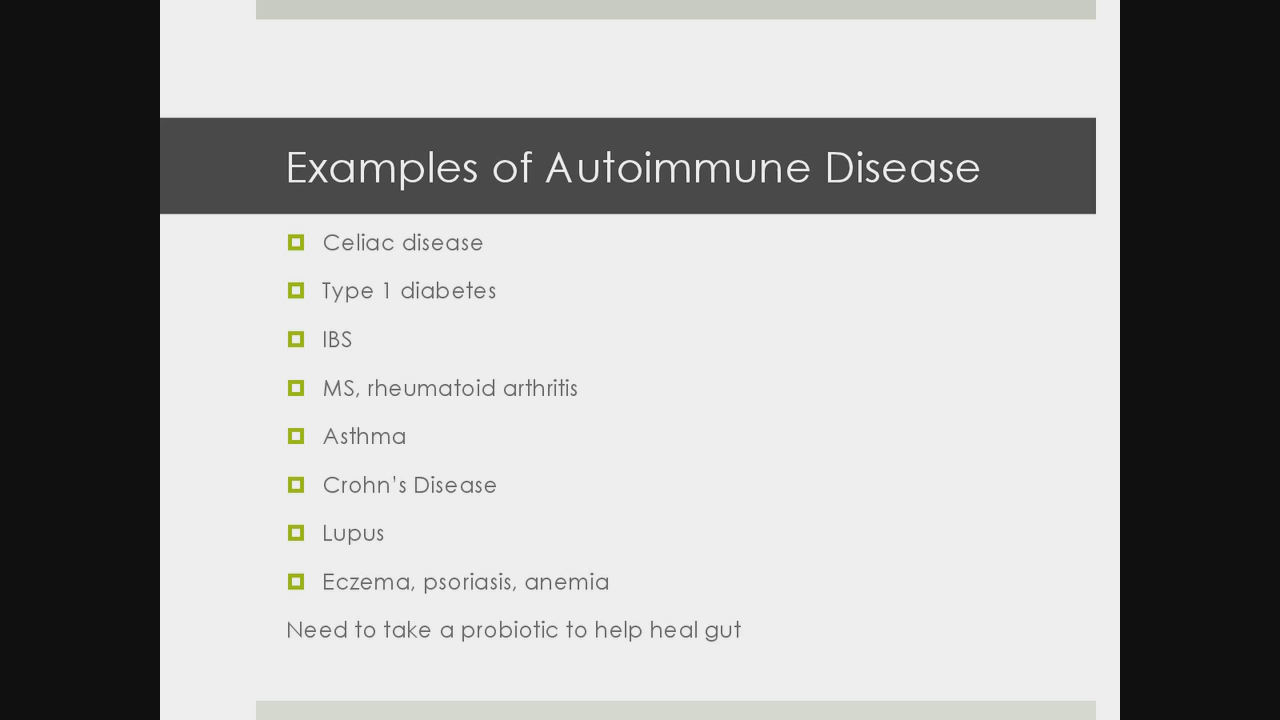 Examples of Autoimmune Disease
Celiac disease
Type 1 diabetes
IBS
MS, rheumatoid arthritis
Asthma
Crohn's Disease
Lupus
Eczema, psoriasis, anemia
Need to take a probiotic to help heal gut